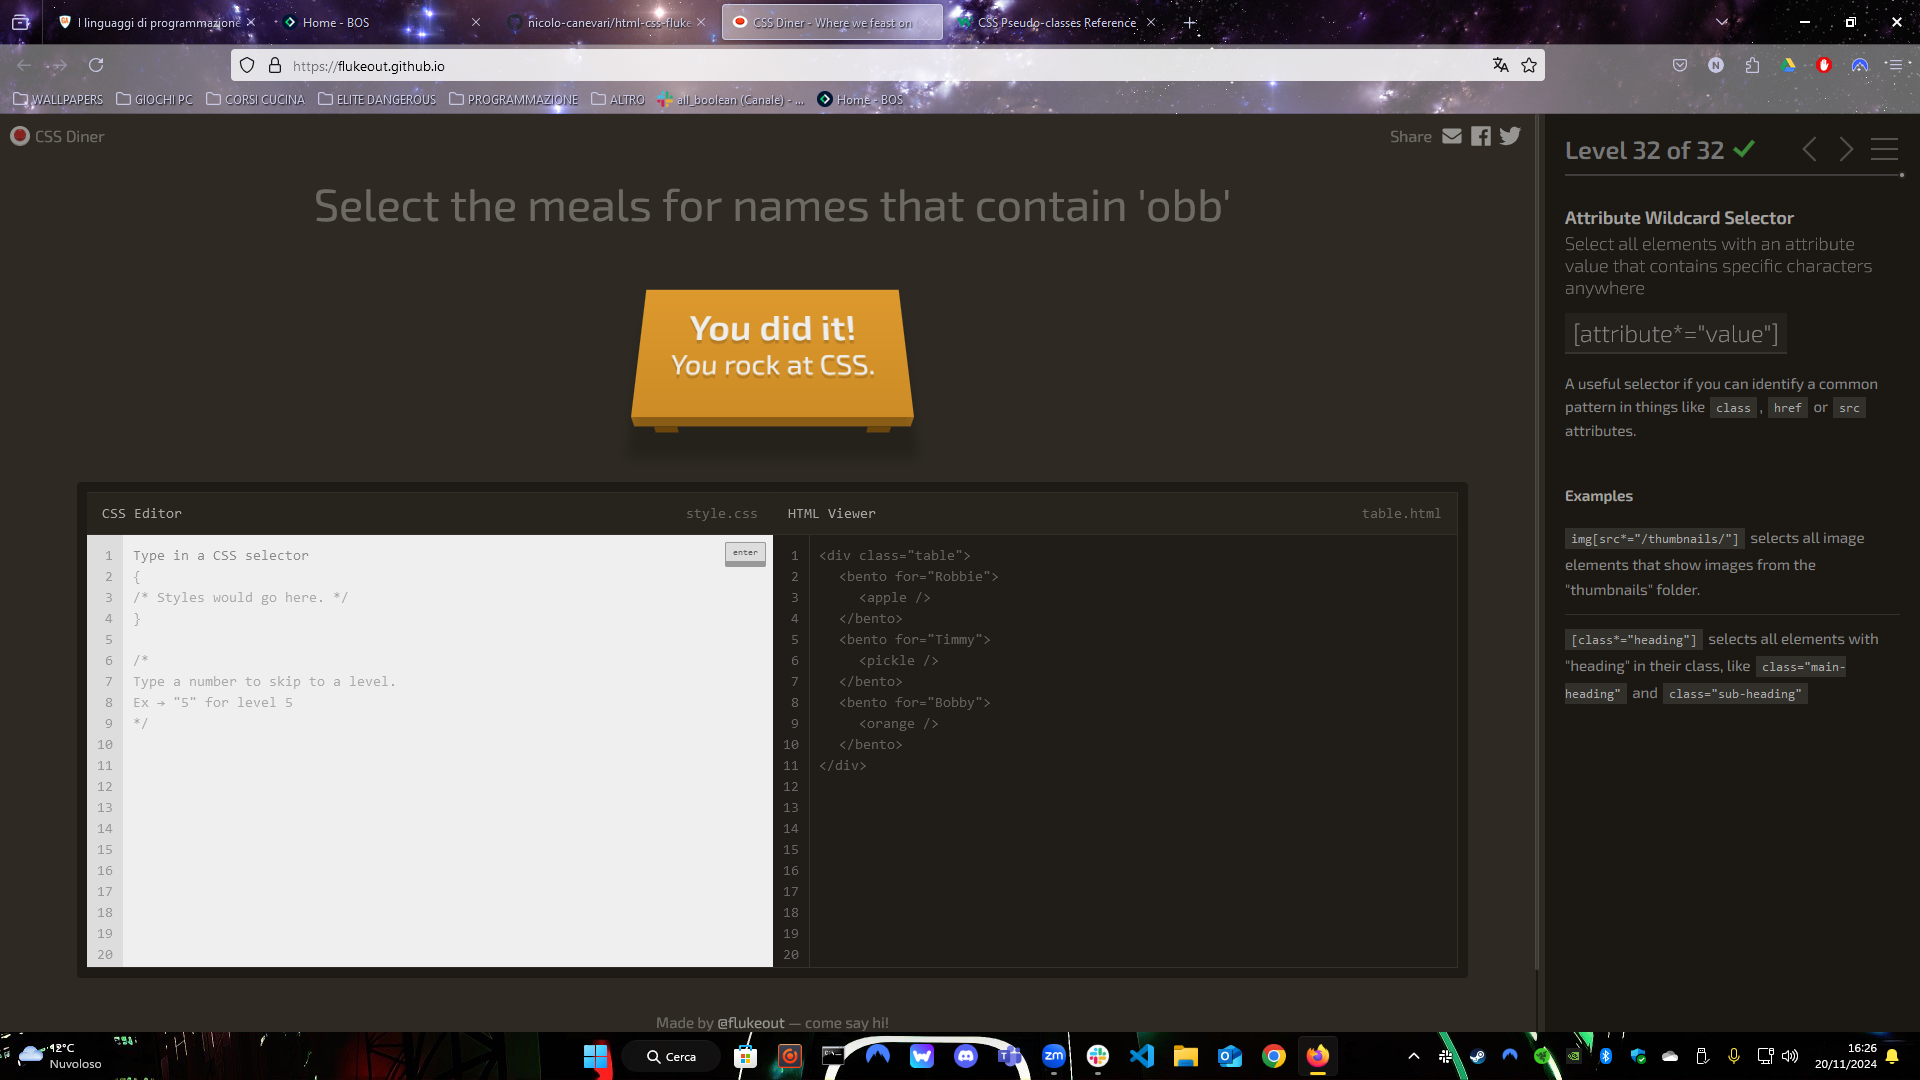 I linguaggi di programmazione
Home - BOS
nicolo-canevari/html-css-fluke
CSS Diner - Where we feast on
CSS Pseudo-classes Reference
https://flukeout.github.io
WALLPAPERS
GIOCHI PC
CORSI CUCINA
ELITE DANGEROUS
PROGRAMMAZIONE
ALTRO
all_boolean (Canale) - ...
Home - BOS
CSS Diner
Share
Select the meals for names that contain 'obb'
You did it!
You rock at CSS.
CSS Editor
style.css
1 Type in a CSS selector
enter
2 {
3 /* Styles would go here. */
4 }
5
6 /*
7 Type a number to skip to a level.
8 Ex → "5" for level 5
9 */
10
11
12
13
14
15
16
17
18
19
20
HTML Viewer
table.html
1 <div class="table">
2 <bento for="Robbie">
3 <apple />
4 </bento>
5 <bento for="Timmy">
6 <pickle />
7 </bento>
8 <bento for="Bobby">
9 <orange />
10 </bento>
11 </div>
12
13
14
15
16
17
18
19
20
Made by @flukeout — come say hi!
Level 32 of 32
Attribute Wildcard Selector
Select all elements with an attribute
value that contains specific characters
anywhere
[attribute*="value"]
A useful selector if you can identify a common
pattern in things like class , href or src
attributes.
Examples
img[src*="/thumbnails/"] selects all image
elements that show images from the
"thumbnails" folder.
[class*="heading"] selects all elements with
"heading" in their class, like class="main-
heading" and class="sub-heading"
12°C
Nuvoloso
Cerca
zm
16:26
20/11/2024